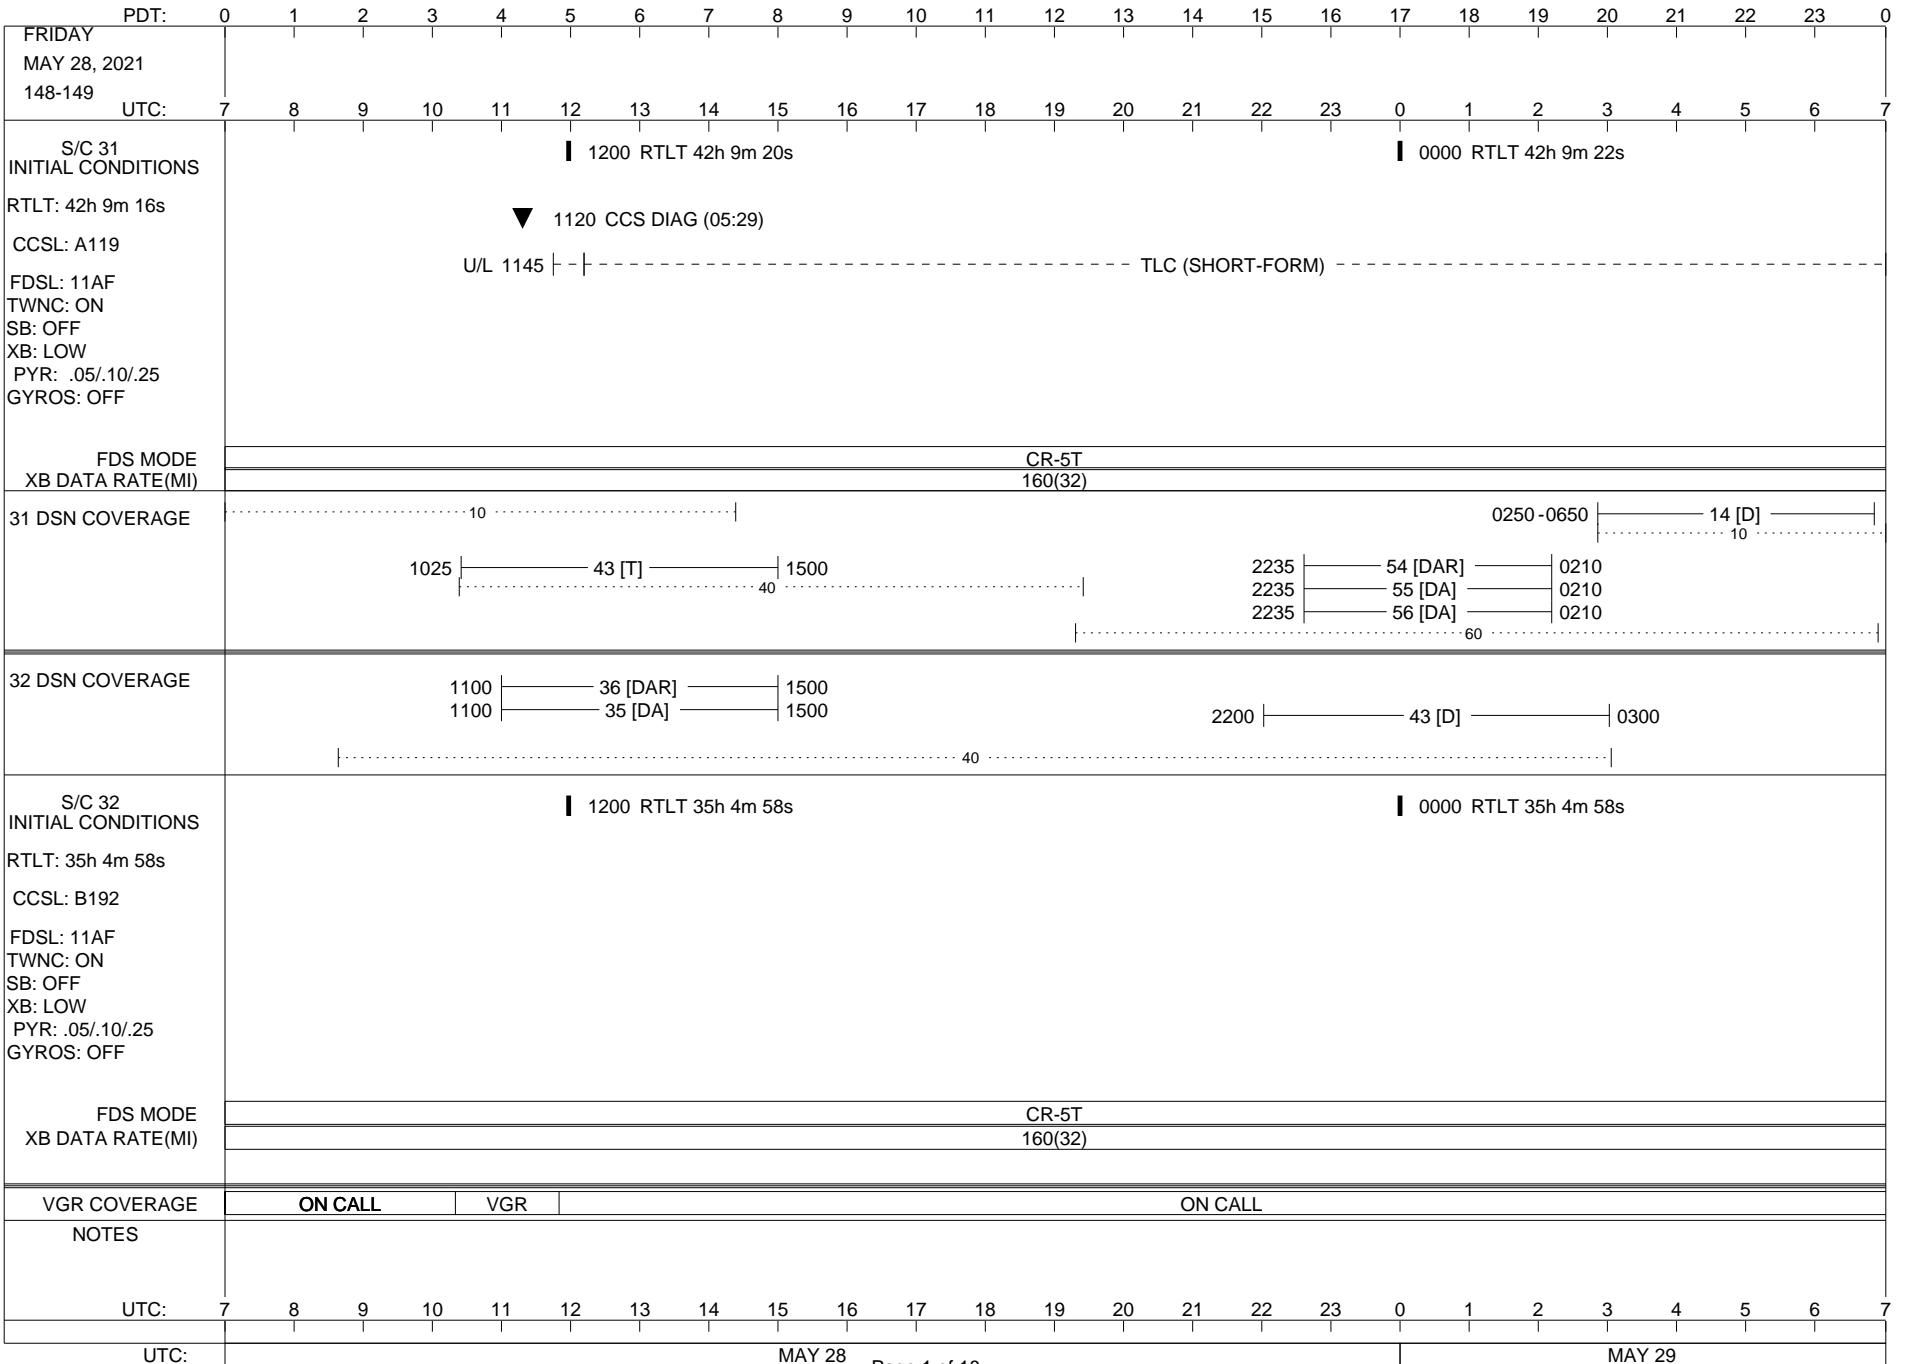 PDT: 0 1 2 3 4 5 6 7 8 9 10 11 12 13 14 15 16 17 18 19 20 21 22 23 0
FRIDAY
MAY 28, 2021
148-149
UTC: 7 8 9 10 11 12 13 14 15 16 17 18 19 20 21 22 23 0 1 2 3 4 5 6 7
S/C 31
INITIAL CONDITIONS
1200 RTLT 42h 9m 20s
0000 RTLT 42h 9m 22s
RTLT: 42h 9m 16s
1120 CCS DIAG (05:29)
CCSL: A119
U/L 1145
TLC (SHORT-FORM)
FDSL: 11AF
TWNC: ON
SB: OFF
XB: LOW
PYR: .05/.10/.25
GYROS: OFF
FDS MODE CR-5T
XB DATA RATE(MI) 160(32)
31 DSN COVERAGE
10
0250-0650 14 [D]
10
1025 43 [T] 1500
40
2235 54 [DAR] 0210
2235 55 [DA] 0210
2235 56 [DA] 0210
60
32 DSN COVERAGE
1100 36 [DAR] 1500
1100 35 [DA] 1500
2200 43 [D] 0300
40
S/C 32
INITIAL CONDITIONS
1200 RTLT 35h 4m 58s
0000 RTLT 35h 4m 58s
RTLT: 35h 4m 58s
CCSL: B192
FDSL: 11AF
TWNC: ON
SB: OFF
XB: LOW
PYR: .05/.10/.25
GYROS: OFF
FDS MODE CR-5T
XB DATA RATE(MI) 160(32)
VGR COVERAGE ON CALL VGR ON CALL
NOTES
UTC: 7 8 9 10 11 12 13 14 15 16 17 18 19 20 21 22 23 0 1 2 3 4 5 6 7
UTC: MAY 28 MAY 29